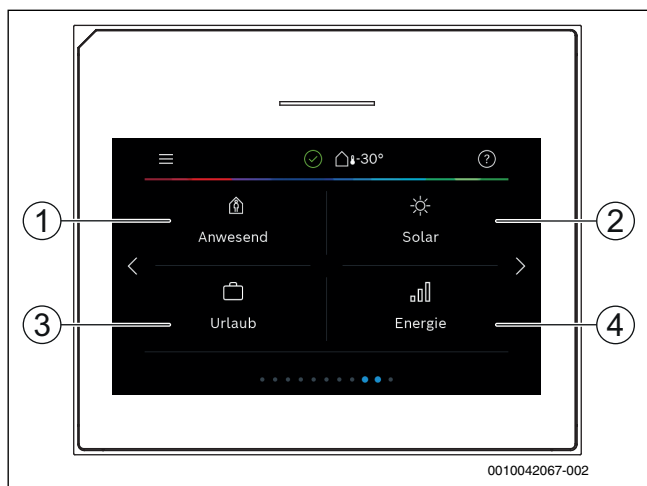 -30°
?
1
Anwesend
Solar
2
3
Urlaub
Energie
4
0010042067-002